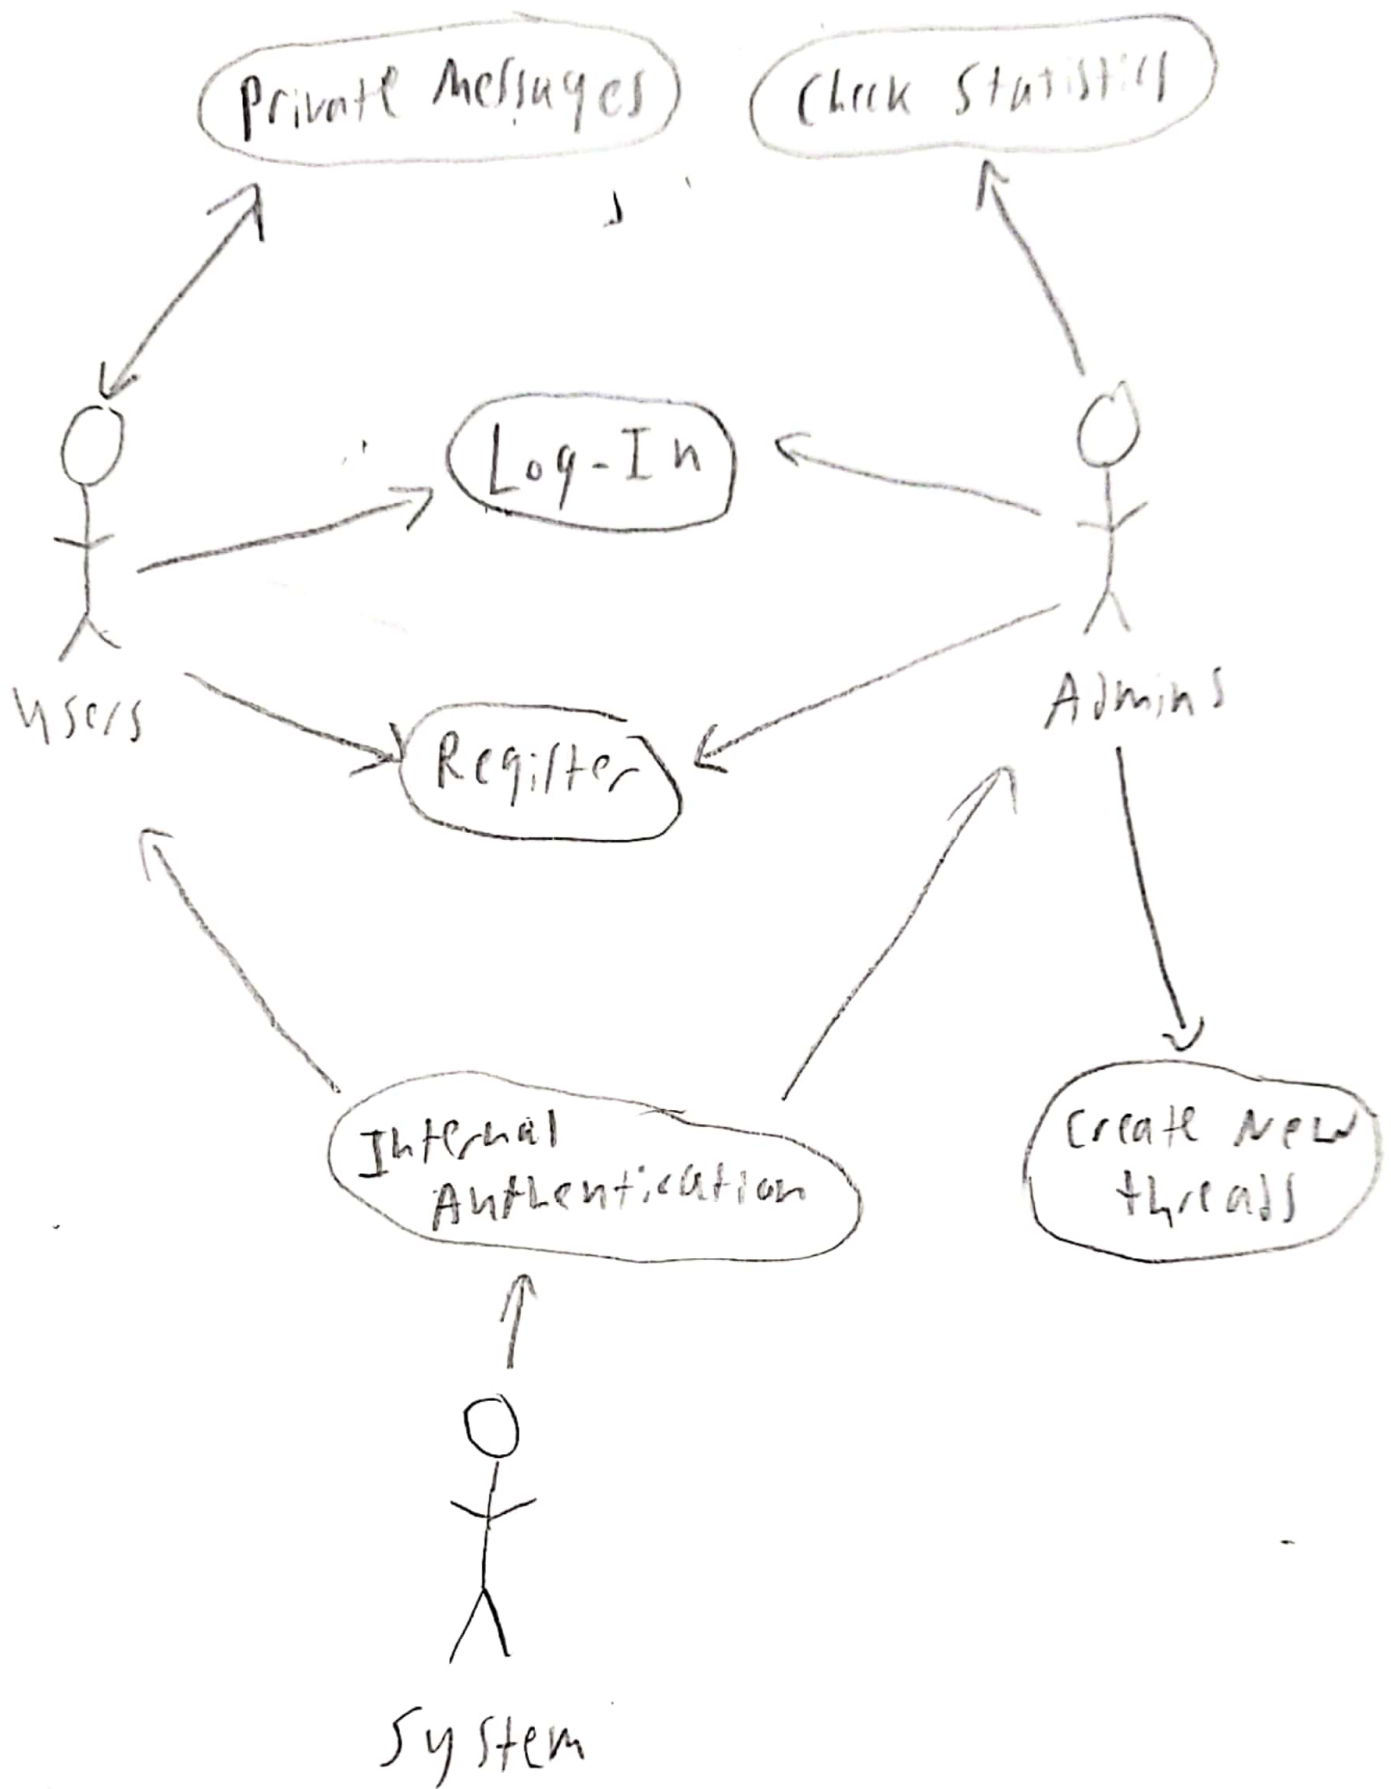 Private Messages
Check Statistics
Log-In
Users
Admins
Register
Internal
Authentication
Create New
threads
System